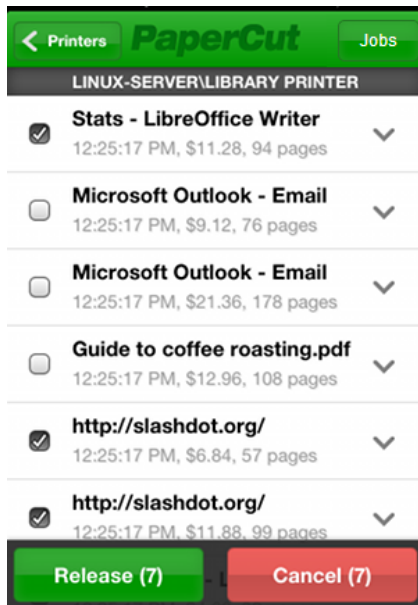 Printers PaperCut Jobs
LINUX-SERVER\LIBRARY PRINTER
Stats - LibreOffice Writer
12:25:17 PM, $11.28, 94 pages
Microsoft Outlook - Email
12:25:17 PM, $9.12, 76 pages
Microsoft Outlook - Email
12:25:17 PM, $21.36, 178 pages
Guide to coffee roasting.pdf
12:25:17 PM, $12.96, 108 pages
http://slashdot.org/
12:25:17 PM, $6.84, 57 pages
http://slashdot.org/
12:25:17 PM, $11.88, 99 pages
Release (7) Cancel (7)